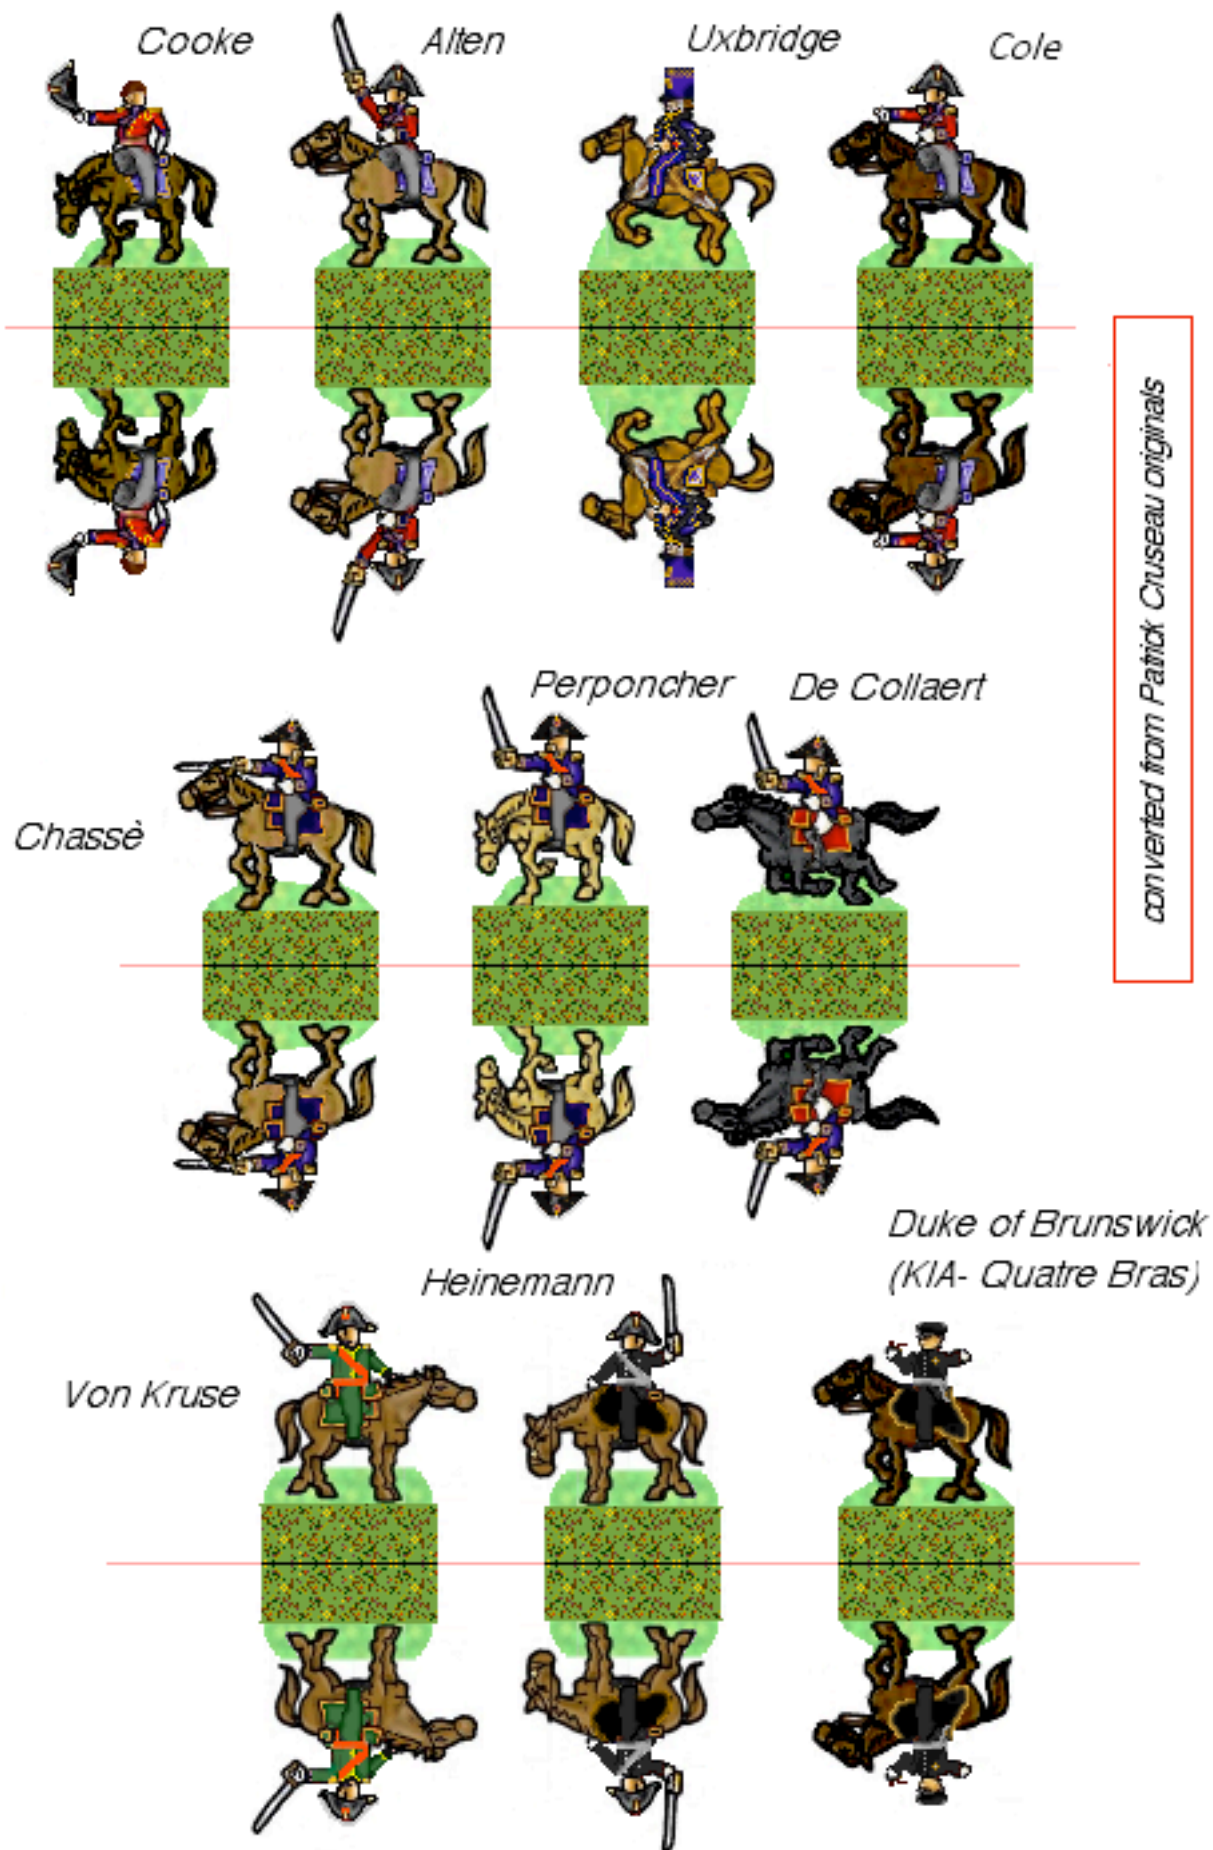 Cooke
Alten
Uxbridge
Cole
converted from Patrick Cruseau originals
Perponcher
De Collaert
Chassè
Duke of Brunswick
(KIA- Quatre Bras)
Heinemann
Von Kruse